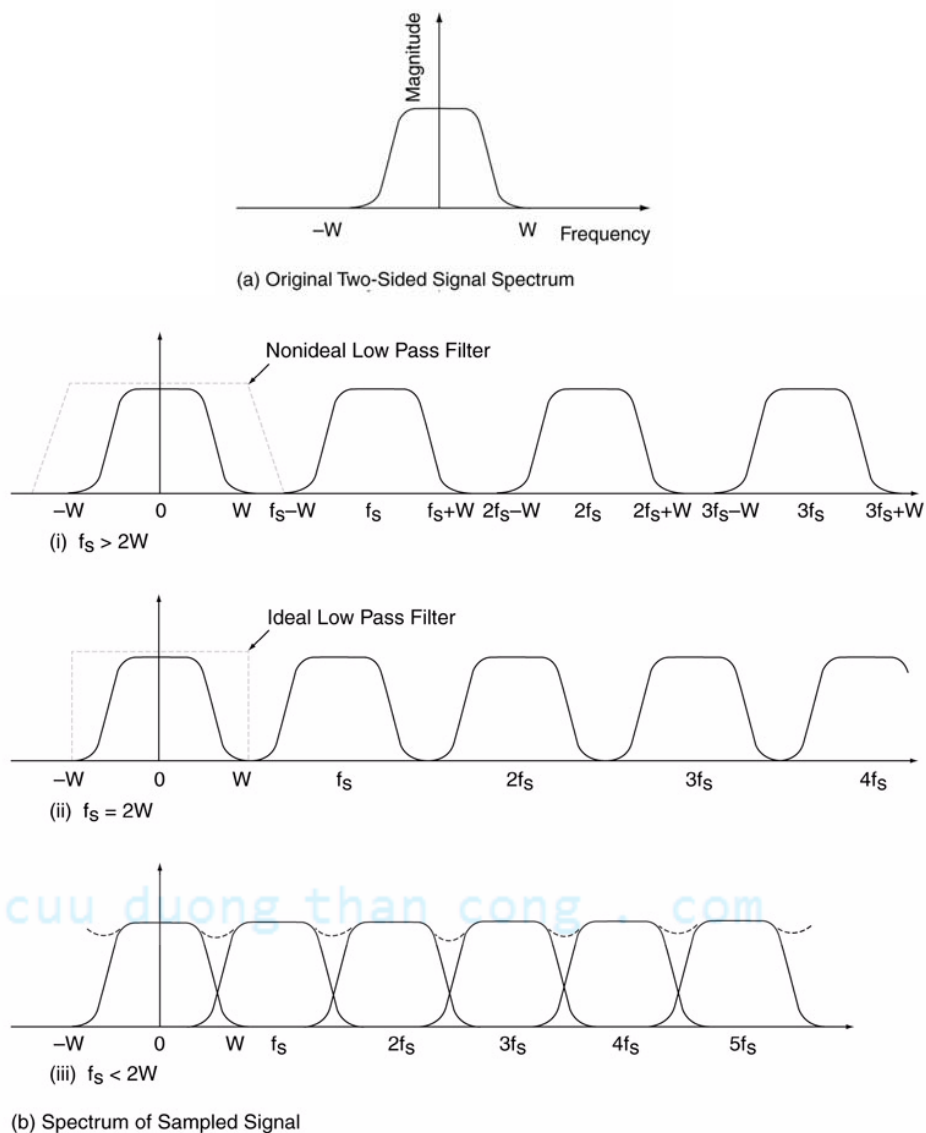 Magnitude
–W W Frequency
(a) Original Two-Sided Signal Spectrum
Nonideal Low Pass Filter
–W 0 W fS–W fS fS+W 2fS–W 2fS 2fS+W 3fS–W 3fS 3fS+W
(i) fS > 2W
Ideal Low Pass Filter
–W 0 W fS 2fS 3fS 4fS
(ii) fS = 2W
cuu duong than cong . com
–W 0 W fS 2fS 3fS 4fS 5fS
(iii) fS < 2W
(b) Spectrum of Sampled Signal